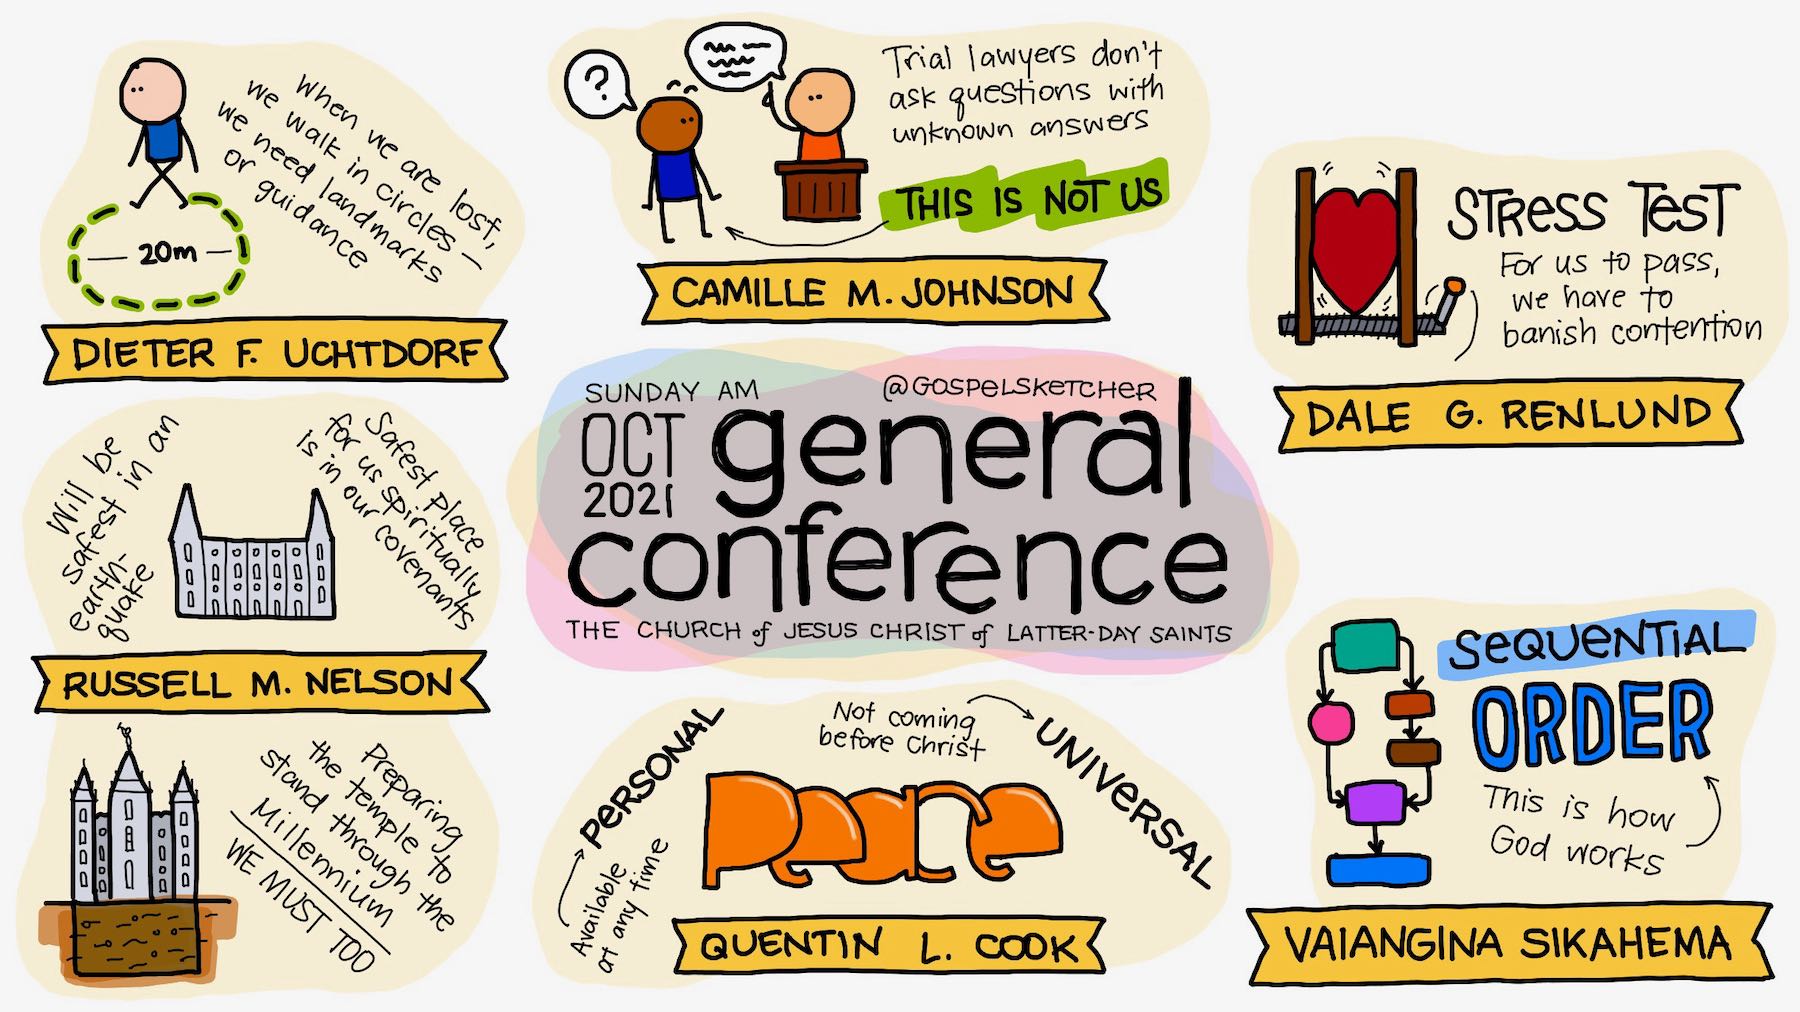 When we are lost,
we walk in circles –
we need landmarks
or guidance
20m
DIETER F. UCHTDORF
?
Trial lawyers don't
ask questions with
unknown answers
THIS IS NOT US
CAMILLE M. JOHNSON
STRESS TEST
For us to pass,
we have to
banish contention
DALE G. RENLUND
SUNDAY AM
@GOSPELSKETCHER
OCT
2021
general
conference
THE CHURCH of JESUS CHRIST of LATTER-DAY SAINTS
Will be
safest in an
earth-
quake
Safest place
for us spiritually
is in our covenants
RUSSELL M. NELSON
Preparing
the temple to
stand through the
Millennium
WE MUST TOO
PERSONAL
Available
at any time
Not coming
before Christ
UNIVERSAL
peace
QUENTIN L. COOK
SEQUENTIAL
ORDER
This is how
God works
VAIANGINA SIKAHEMA